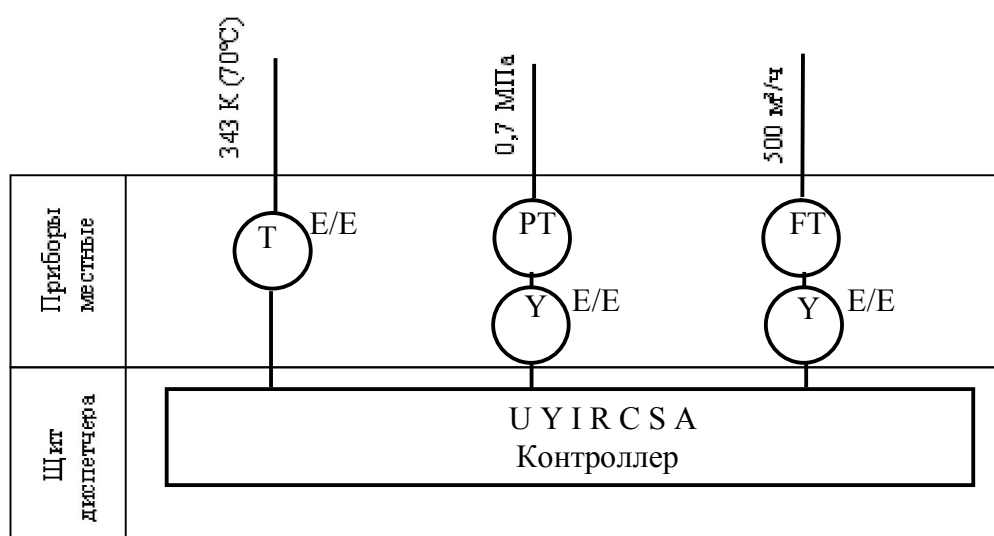 343 К (70°С)
0,7 МПа
500 м³/ч
Приборы
местные
T
E/E
PT
Y
E/E
FT
Y
E/E
Щит
диспетчера
U Y I R C S A
Контроллер